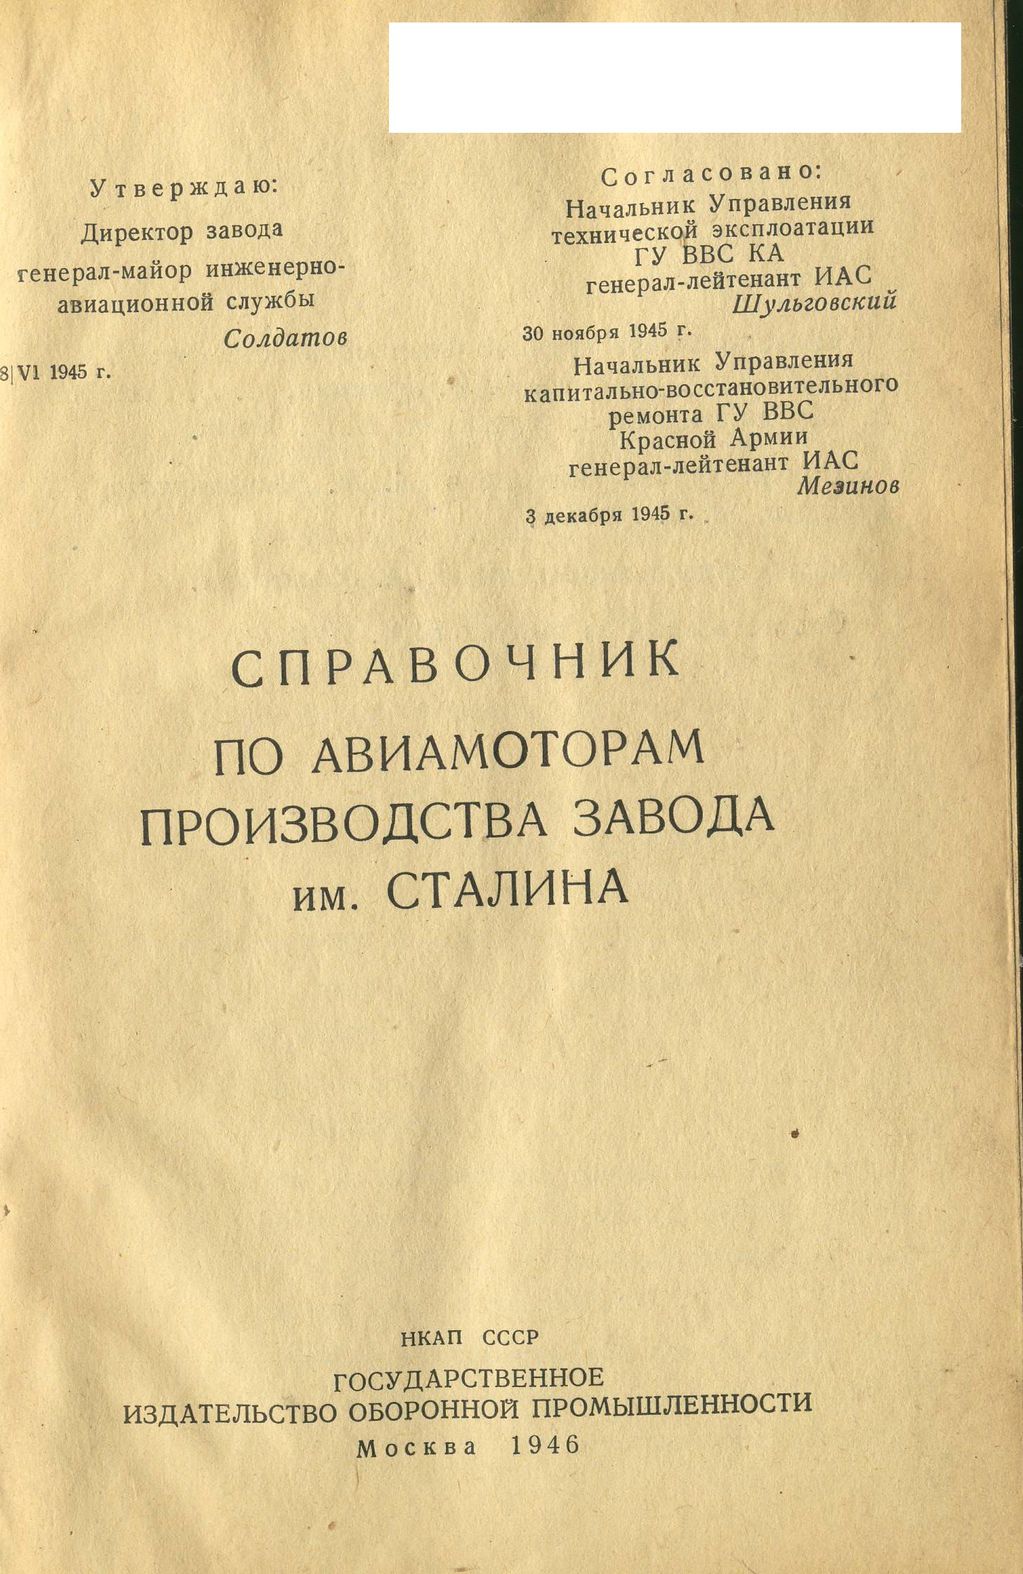 Утверждаю:
Директор завода
генерал-майор инженерно-
авиационной службы
Солдатов
8|VI 1945 г.
Согласовано:
Начальник Управления
технической эксплоатации
ГУ ВВС КА
генерал-лейтенант ИАС
Шульговский
30 ноября 1945 г.
Начальник Управления
капитально-восстановительного
ремонта ГУ ВВС
Красной Армии
генерал-лейтенант ИАС
Мезинов
3 декабря 1945 г.
СПРАВОЧНИК
ПО АВИАМОТОРАМ
ПРОИЗВОДСТВА ЗАВОДА
им. СТАЛИНА
НКАП СССР
ГОСУДАРСТВЕННОЕ
ИЗДАТЕЛЬСТВО ОБОРОННОЙ ПРОМЫШЛЕННОСТИ
Москва 1946